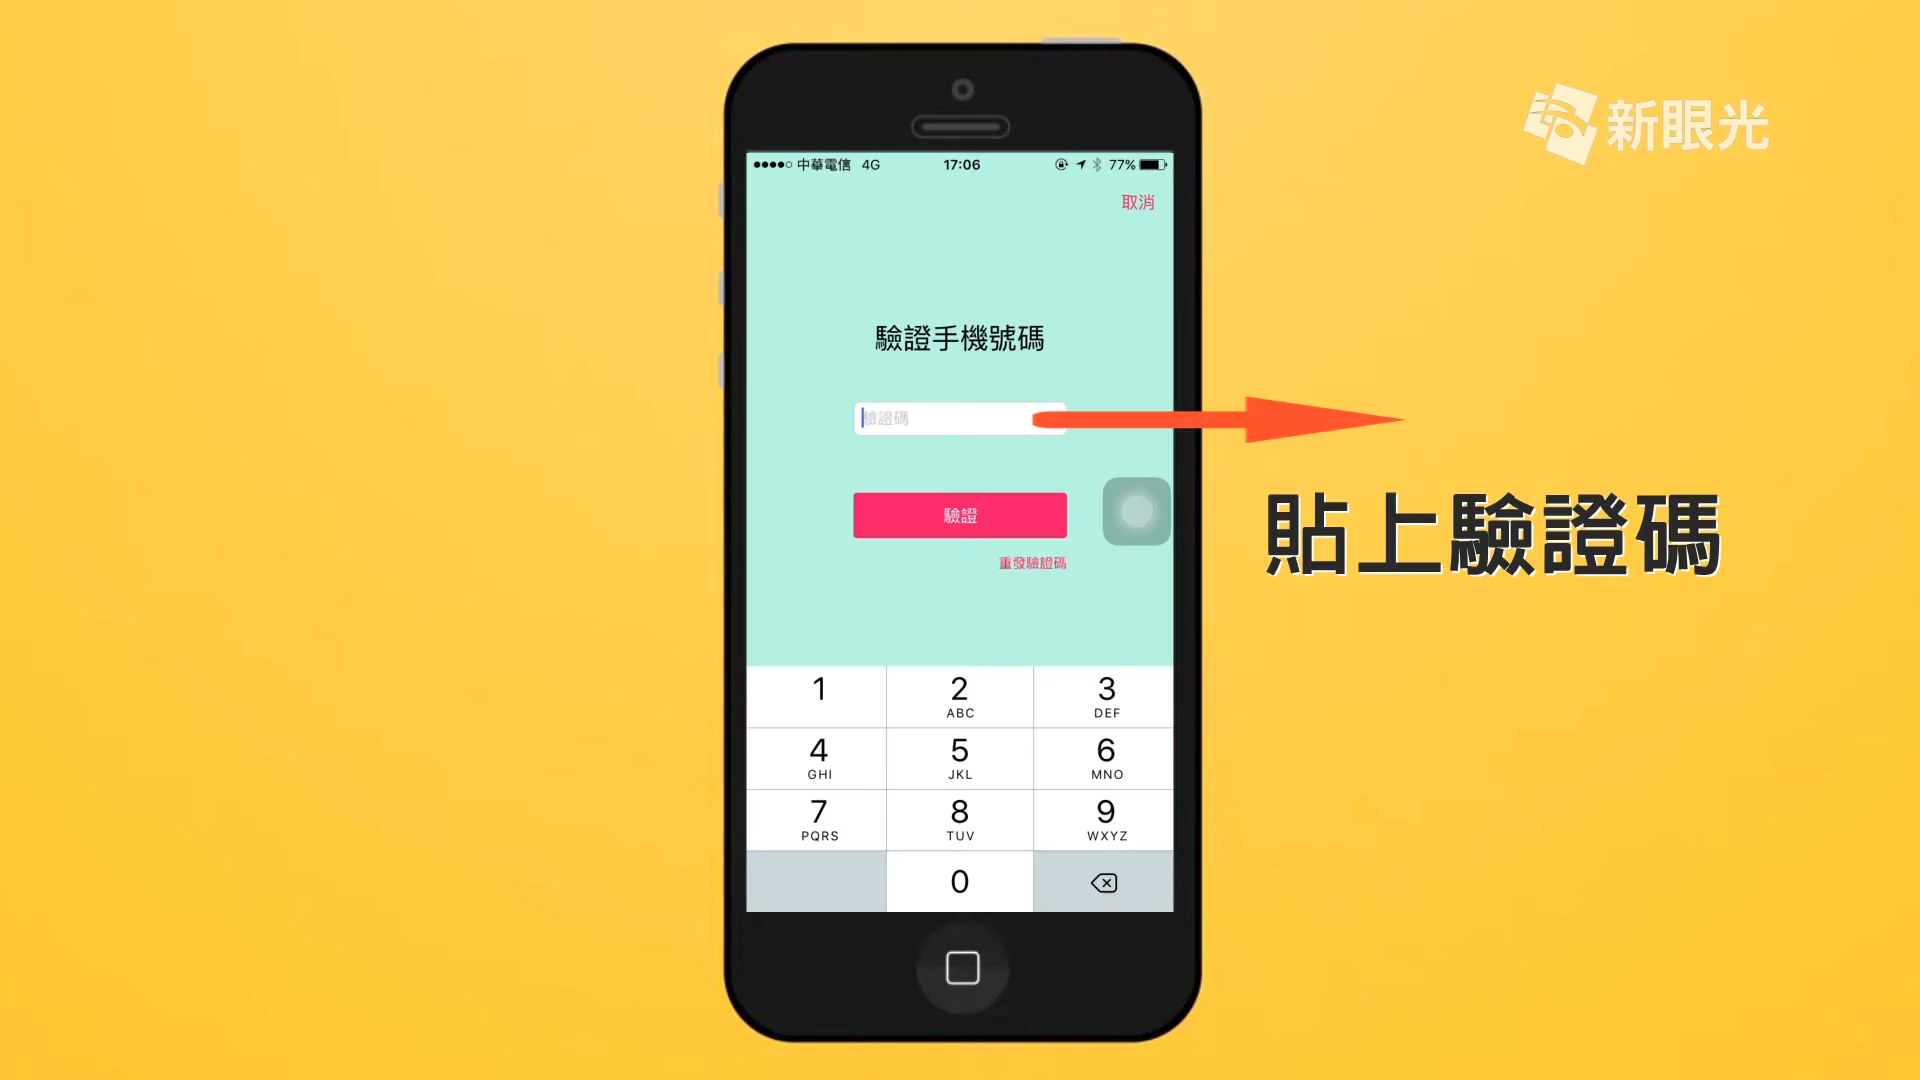 新眼光
中華電信 4G 17:06 77%
取消
驗證手機號碼
驗證碼
驗證
貼上驗證碼
重發驗證碼
1 2 3
ABC DEF
4 5 6
GHI JKL MNO
7 8 9
PQRS TUV WXYZ
0